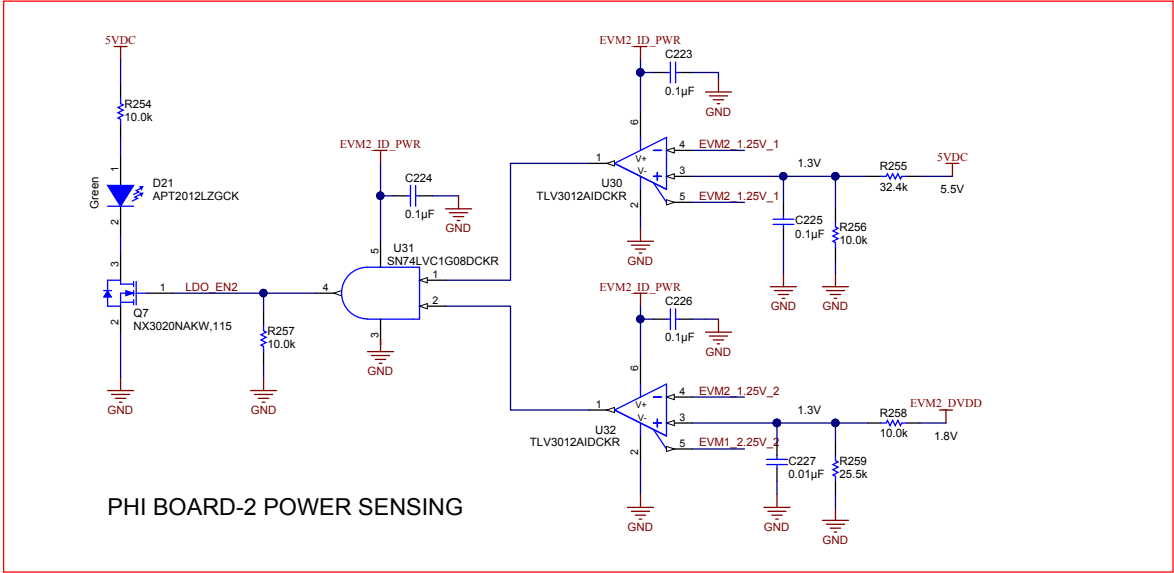 5VDC
R254
10.0k
1
Green
D21
APT2012LZGCK
2
3
1
LDO_EN2
Q7
NX3020NAKW,115
2
GND
R257
10.0k
GND
EVM2_ID_PWR
C224
0.1µF
GND
5
U31
SN74LVC1G08DCKR
4
1
2
3
GND
EVM2_ID_PWR
C223
0.1µF
GND
6
1
V+
V-
4
EVM2_1.25V_1
3
5
EVM2_1.25V_1
U30
TLV3012AIDCKR
2
GND
1.3V
R255
32.4k
5VDC
5.5V
C225
0.1µF
R256
10.0k
GND
GND
EVM2_ID_PWR
C226
0.1µF
GND
6
1
V+
V-
4
EVM2_1.25V_2
3
5
EVM1_2.25V_2
U32
TLV3012AIDCKR
2
GND
1.3V
R258
10.0k
EVM2_DVDD
1.8V
C227
0.01µF
R259
25.5k
GND
GND
PHI BOARD-2 POWER SENSING